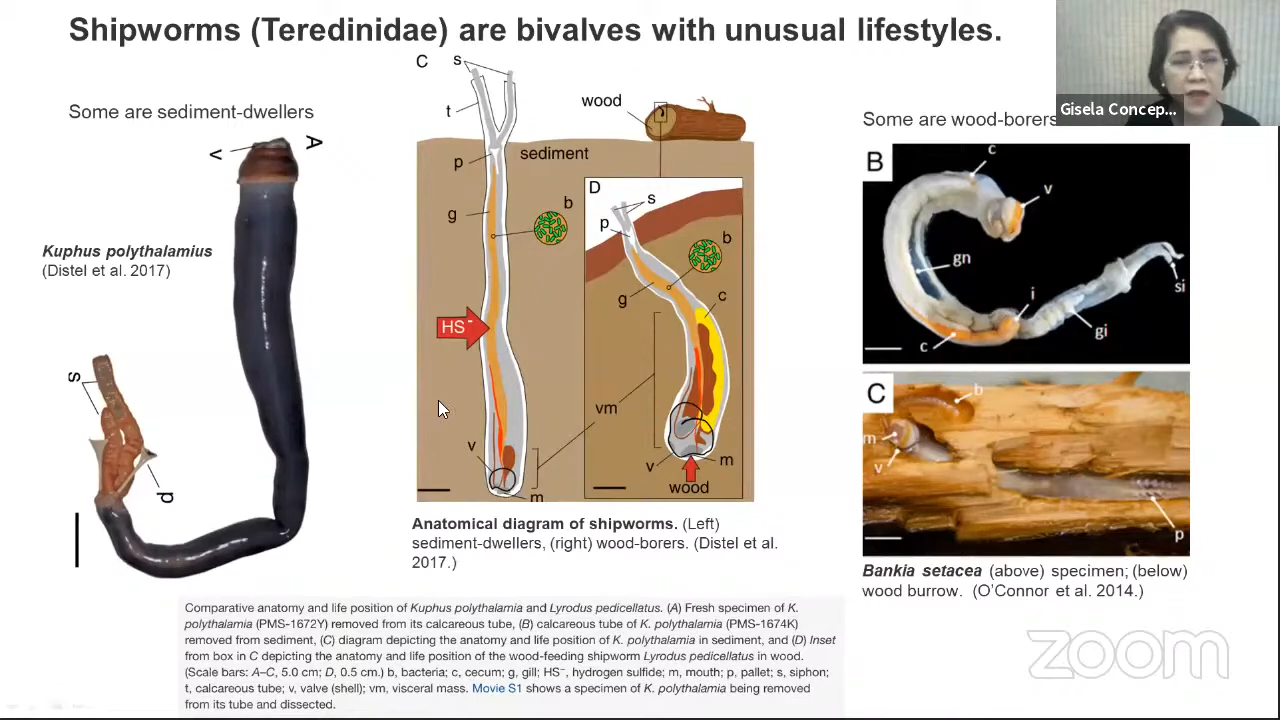 Shipworms (Teredinidae) are bivalves with unusual lifestyles.
Gisela Concep...
Some are sediment-dwellers
A
v
Kuphus polythalamius
(Distel et al. 2017)
s
p
C
s
t
wood
p
sediment
g
b
HS⁻
v
m
vm
D
s
p
b
g
c
v
m
wood
Anatomical diagram of shipworms. (Left)
sediment-dwellers, (right) wood-borers. (Distel et al.
2017.)
Some are wood-borers
B
c
v
gn
i
si
gi
c
C
b
m
v
p
Bankia setacea (above) specimen; (below)
wood burrow. (O'Connor et al. 2014.)
Comparative anatomy and life position of Kuphus polythalamia and Lyrodus pedicellatus. (A) Fresh specimen of K.
polythalamia (PMS-1672Y) removed from its calcareous tube, (B) calcareous tube of K. polythalamia (PMS-1674K)
removed from sediment, (C) diagram depicting the anatomy and life position of K. polythalamia in sediment, and (D) Inset
from box in C depicting the anatomy and life position of the wood-feeding shipworm Lyrodus pedicellatus in wood.
(Scale bars: A–C, 5.0 cm; D, 0.5 cm.) b, bacteria; c, cecum; g, gill; HS⁻, hydrogen sulfide; m, mouth; p, pallet; s, siphon;
t, calcareous tube; v, valve (shell); vm, visceral mass. Movie S1 shows a specimen of K. polythalamia being removed
from its tube and dissected.
zoom